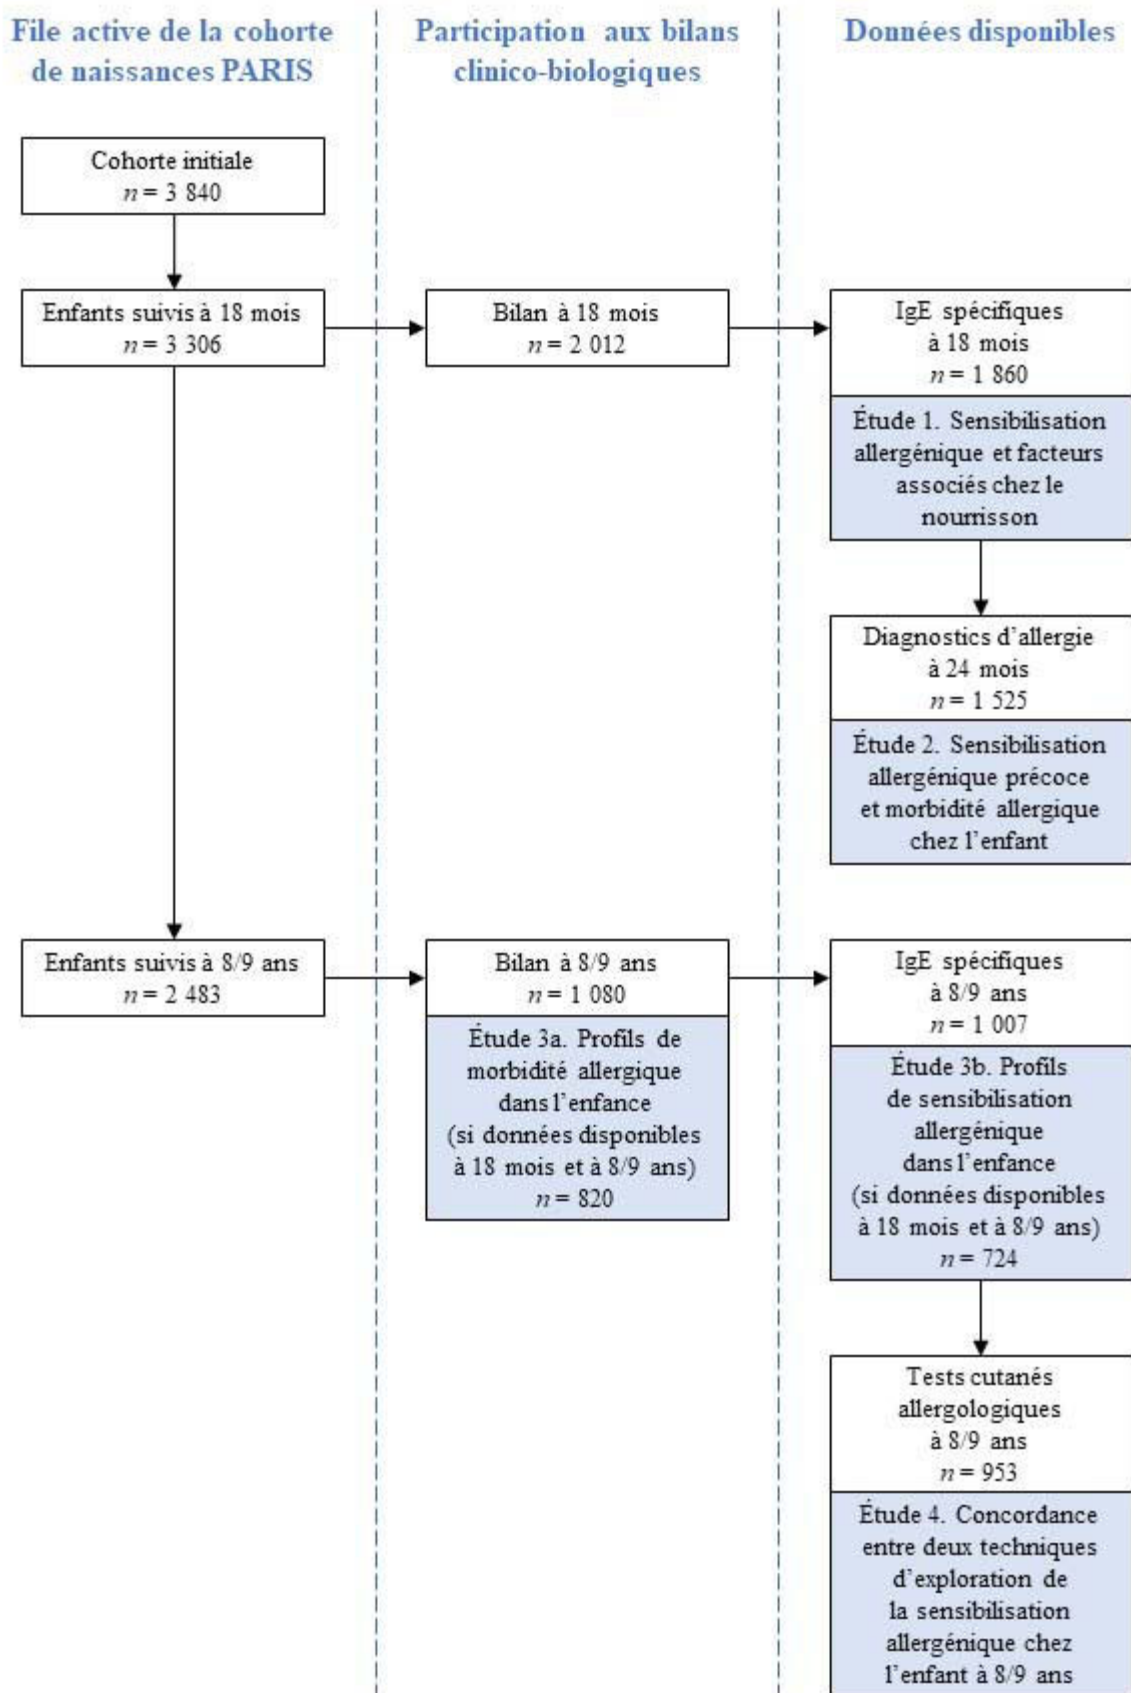 File active de la cohorte
de naissances PARIS
Participation aux bilans
clinico-biologiques
Données disponibles
Cohorte initiale
n = 3 840
Enfants suivis à 18 mois
n = 3 306
Bilan à 18 mois
n = 2 012
IgE spécifiques
à 18 mois
n = 1 860
Étude 1. Sensibilisation
allergénique et facteurs
associés chez le
nourrisson
Diagnostics d'allergie
à 24 mois
n = 1 525
Étude 2. Sensibilisation
allergénique précoce
et morbidité allergique
chez l'enfant
Enfants suivis à 8/9 ans
n = 2 483
Bilan à 8/9 ans
n = 1 080
Étude 3a. Profils de
morbidité allergique
dans l'enfance
(si données disponibles
à 18 mois et à 8/9 ans)
n = 820
IgE spécifiques
à 8/9 ans
n = 1 007
Étude 3b. Profils
de sensibilisation
allergénique
dans l'enfance
(si données disponibles
à 18 mois et à 8/9 ans)
n = 724
Tests cutanés
allergologiques
à 8/9 ans
n = 953
Étude 4. Concordance
entre deux techniques
d'exploration de
la sensibilisation
allergénique chez
l'enfant à 8/9 ans